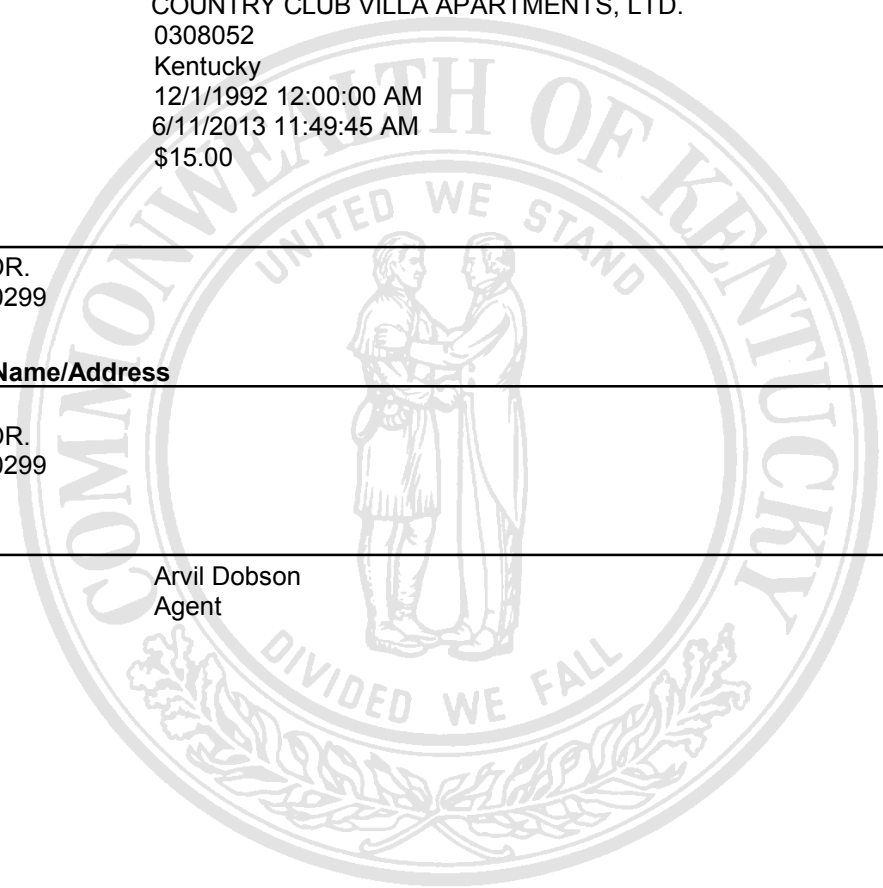 COUNTRY CLUB VILLA APARTMENTS, LTD.
0308052
Kentucky
12/1/1992 12:00:00 AM
6/11/2013 11:49:45 AM
$15.00
COMMONWEALTH OF KENTUCKY
UNITED WE STAND
DR.
0299
Name/Address
DR.
0299
Arvil Dobson
Agent
DIVIDED WE FALL